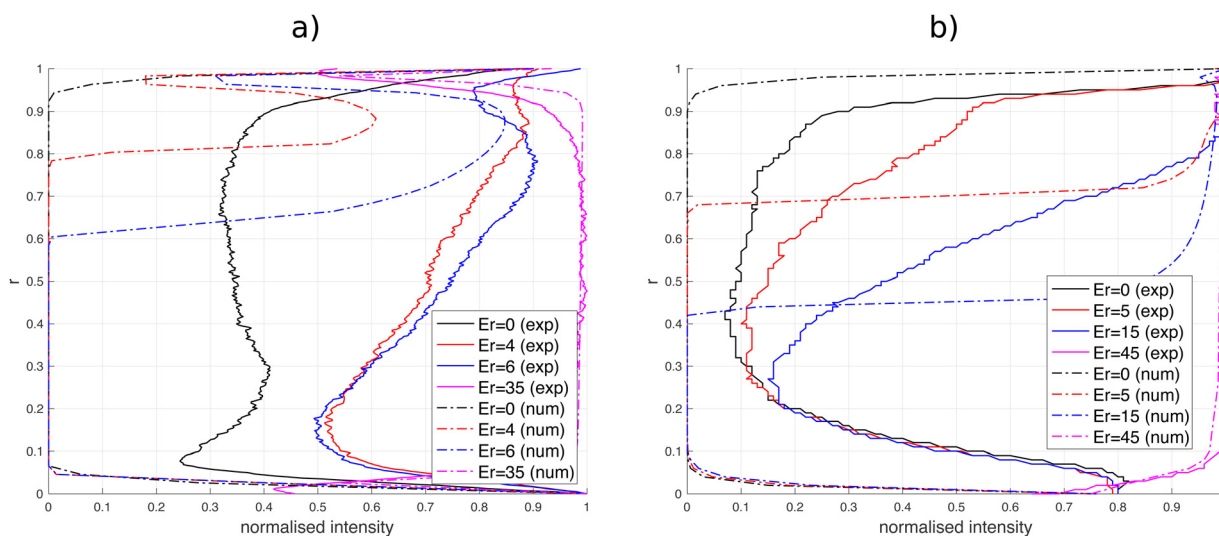 a)
1
0.9
0.8
0.7
0.6
0.5
0.4
0.3
0.2
0.1
0
r
0 0.1 0.2 0.3 0.4 0.5 0.6 0.7 0.8 0.9 1
normalised intensity
Er=0 (exp)
Er=4 (exp)
Er=6 (exp)
Er=35 (exp)
Er=0 (num)
Er=4 (num)
Er=6 (num)
Er=35 (num)
b)
1
0.9
0.8
0.7
0.6
0.5
0.4
0.3
0.2
0.1
0
r
0 0.1 0.2 0.3 0.4 0.5 0.6 0.7 0.8 0.9
normalised intensity
Er=0 (exp)
Er=5 (exp)
Er=15 (exp)
Er=45 (exp)
Er=0 (num)
Er=5 (num)
Er=15 (num)
Er=45 (num)